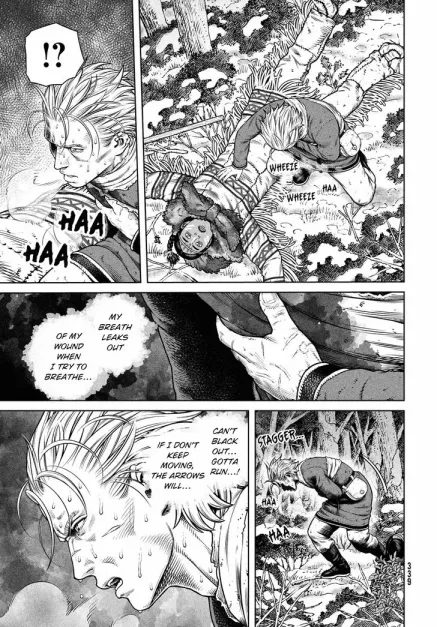 WHEEZE
WHEEZE
HAA
!?
HAA
HAA
MY
BREATH
LEAKS
OUT
OF MY
WOUND
WHEN
I TRY
TO
BREATHE...
STAGGER...
HAA
HAA
CAN'T
BLACK
OUT...
GOTTA
RUN...!
IF I DON'T
KEEP
MOVING,
THE ARROWS
WILL...